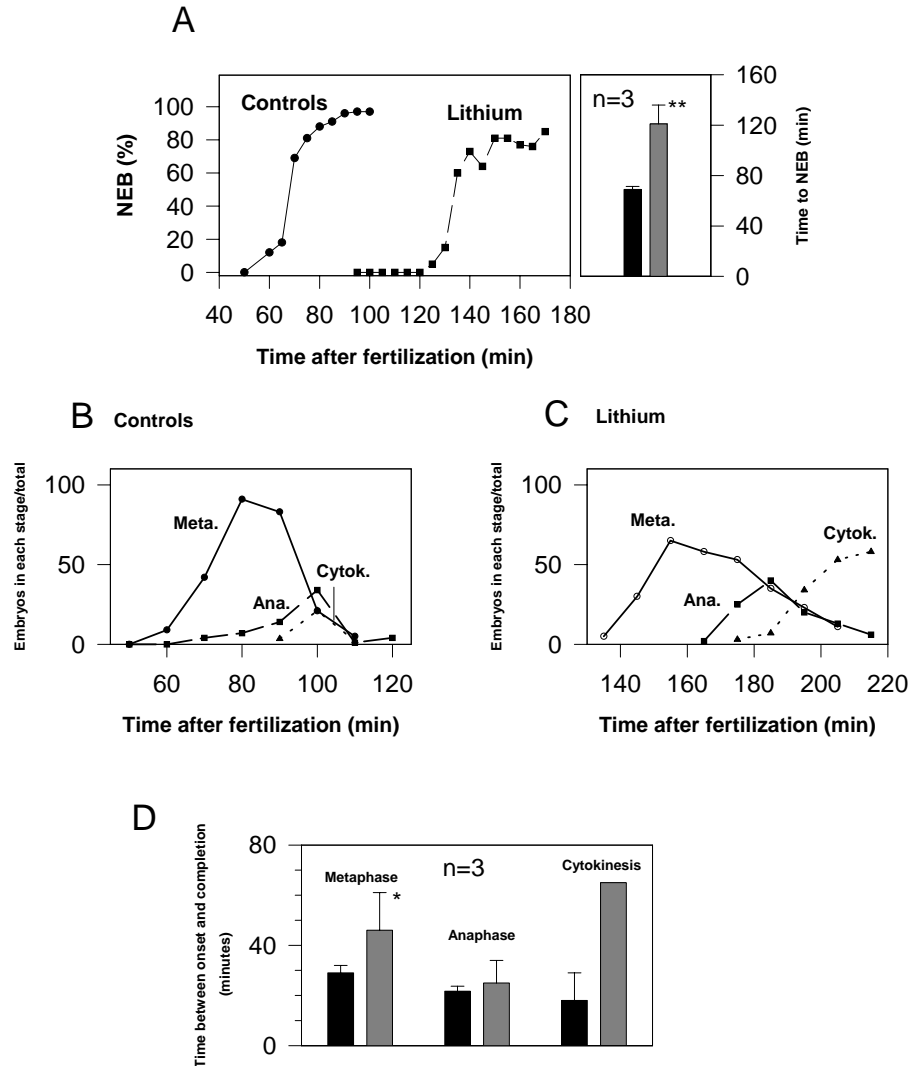 A
Controls
Lithium
NEB (%)
100
80
60
40
20
0
40 60 80 100 120 140 160 180
Time after fertilization (min)
n=3
**
160
120
80
40
0
Time to NEB (min)
B Controls
Embryos in each stage/total
100
50
0
Meta.
Ana.
Cytok.
60 80 100 120
Time after fertilization (min)
C Lithium
Embryos in each stage/total
100
50
0
Meta.
Ana.
Cytok.
140 160 180 200 220
Time after fertilization (min)
D
Time between onset and completion
(minutes)
80
40
0
Metaphase
*
n=3
Anaphase
Cytokinesis